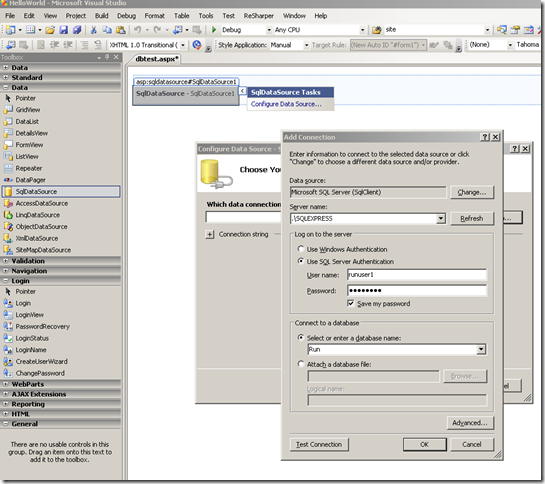 HelloWorld - Microsoft Visual Studio
File Edit View Project Build Debug Format Table Tools Test ReSharper Window Help
Debug Any CPU site
XHTML 1.0 Transitional ( Style Application: Manual Target Rule: (New Auto ID "#form1") (None) Tahoma
Toolbox
Data
Standard
Data
Pointer
GridView
DataList
DetailsView
FormView
ListView
Repeater
DataPager
SqlDataSource
AccessDataSource
LinqDataSource
ObjectDataSource
XmlDataSource
SiteMapDataSource
Validation
Navigation
Login
Pointer
Login
LoginView
PasswordRecovery
LoginStatus
LoginName
CreateUserWizard
ChangePassword
WebParts
AJAX Extensions
Reporting
HTML
General
There are no usable controls in this
group. Drag an item onto this text to
add it to the toolbox.
dbtest.aspx*
asp:sqldatasource#SqlDataSource1
SqlDataSource - SqlDataSource1
SqlDataSource Tasks
Configure Data Source...
Configure Data Source - S
Choose You
Which data connection
Connection string
Add Connection
Enter information to connect to the selected data source or click
"Change" to choose a different data source and/or provider.
Data source:
Microsoft SQL Server (SqlClient)
Change...
Server name:
.\SQLEXPRESS
Refresh
Log on to the server
Use Windows Authentication
Use SQL Server Authentication
User name: runuser1
Password: ●●●●●●●●
Save my password
Connect to a database
Select or enter a database name:
Run
Attach a database file:
Browse...
Logical name:
Advanced...
Test Connection OK Cancel